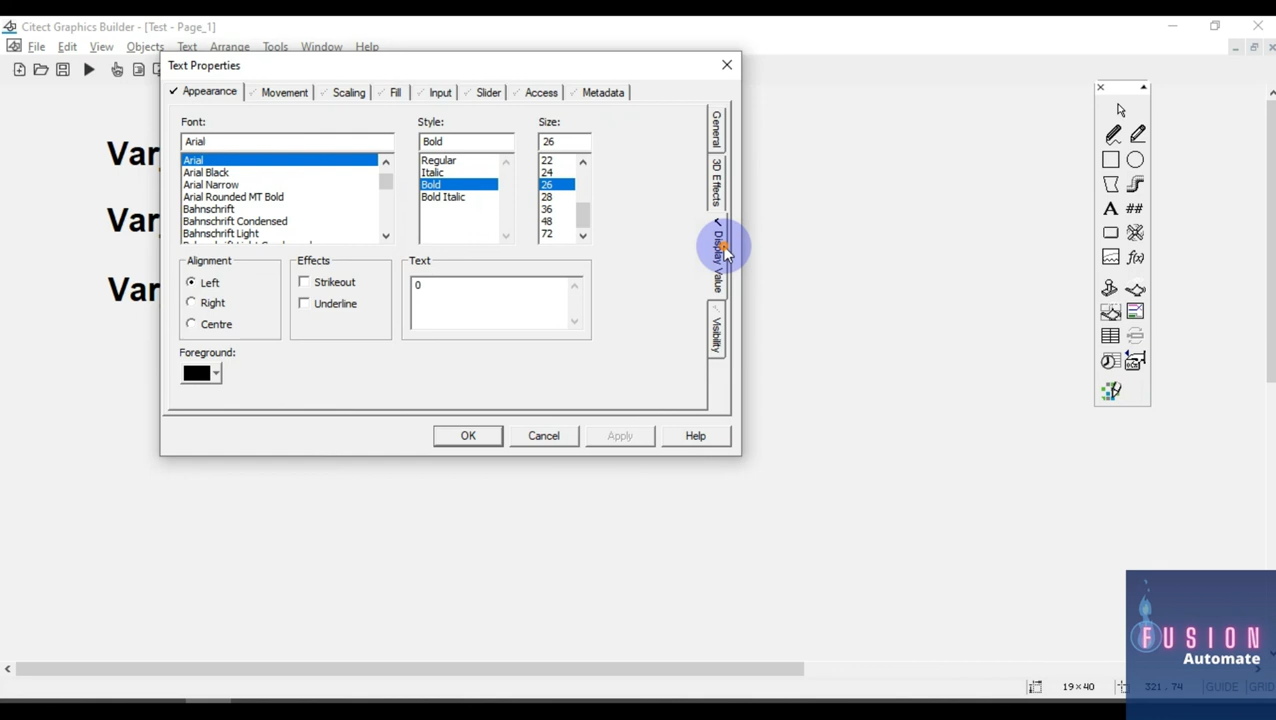 Citect Graphics Builder - [Test - Page_1]
File Edit View Objects Text Arrange Tools Window Help
Text Properties
Appearance Movement Scaling Fill Input Slider Access Metadata
Font: Style: Size:
Arial Bold 26
Arial Regular 22
Arial Black Italic 24
Arial Narrow Bold 26
Arial Rounded MT Bold Bold Italic 28
Bahnschrift 36
Bahnschrift Condensed 48
Bahnschrift Light 72
General
3D Effects
Display Value
Visibility
Alignment Effects Text
Left Strikeout 0
Right Underline
Centre
Foreground:
OK Cancel Apply Help
Var
Var
Var
A ##
f(x)
FUSION
Automate
19×40 321 . 74 GUIDE GRID